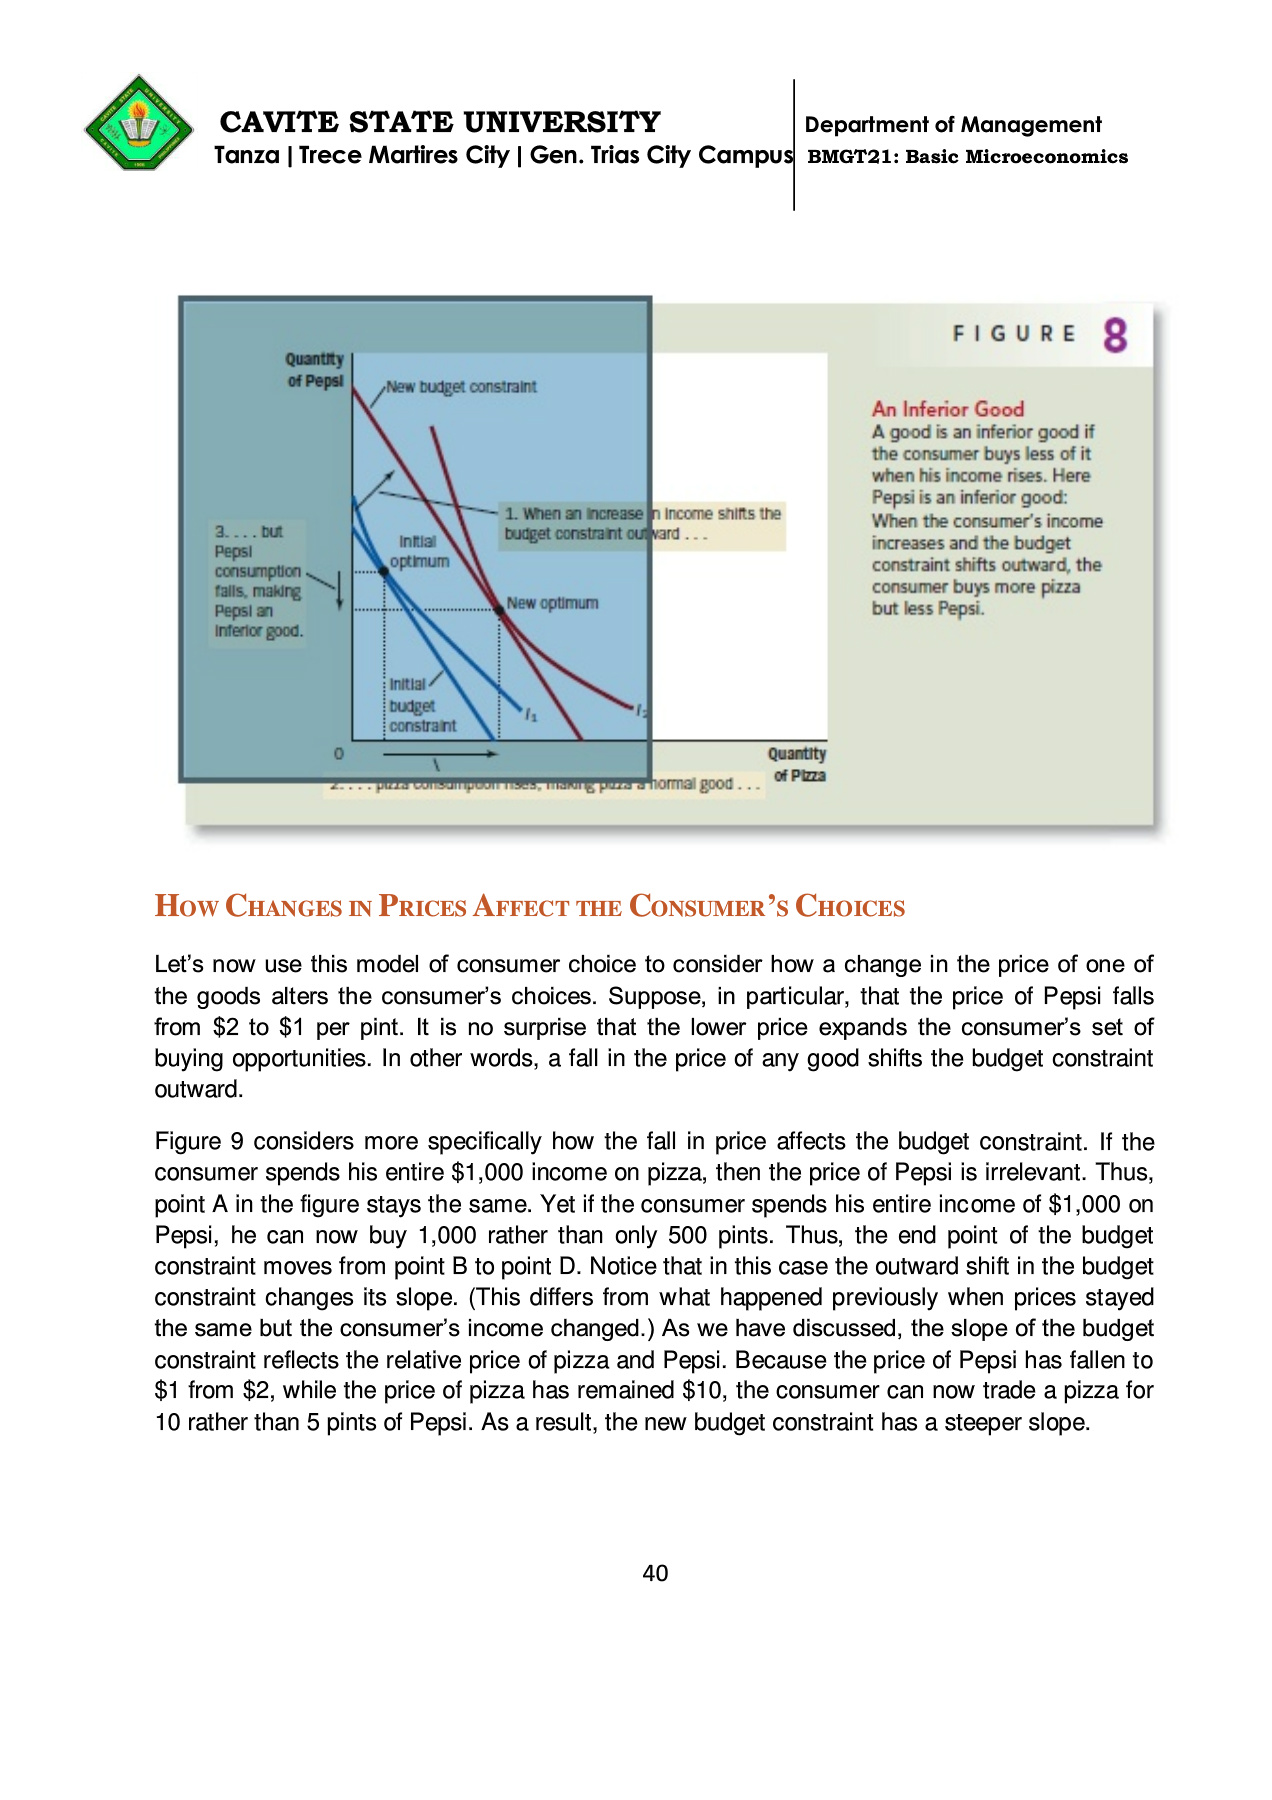 CAVITE STATE UNIVERSITY
Tanza | Trece Martires City | Gen. Trias City Campus
Department of Management
BMGT21: Basic Microeconomics
FIGURE 8
Quantity
of Pepsi
New budget constraint
1. When an increase in income shifts the
budget constraint outward . . .
3. . . . but
Pepsi
consumption
falls, making
Pepsi an
inferior good.
Initial
optimum
New optimum
Initial
budget
constraint
I1
I2
0
Quantity
of Pizza
2. . . . pizza consumption rises, making pizza a normal good . . .
An Inferior Good
A good is an inferior good if
the consumer buys less of it
when his income rises. Here
Pepsi is an inferior good:
When the consumer's income
increases and the budget
constraint shifts outward, the
consumer buys more pizza
but less Pepsi.
HOW CHANGES IN PRICES AFFECT THE CONSUMER'S CHOICES
Let's now use this model of consumer choice to consider how a change in the price of one of
the goods alters the consumer's choices. Suppose, in particular, that the price of Pepsi falls
from $2 to $1 per pint. It is no surprise that the lower price expands the consumer's set of
buying opportunities. In other words, a fall in the price of any good shifts the budget constraint
outward.
Figure 9 considers more specifically how the fall in price affects the budget constraint. If the
consumer spends his entire $1,000 income on pizza, then the price of Pepsi is irrelevant. Thus,
point A in the figure stays the same. Yet if the consumer spends his entire income of $1,000 on
Pepsi, he can now buy 1,000 rather than only 500 pints. Thus, the end point of the budget
constraint moves from point B to point D. Notice that in this case the outward shift in the budget
constraint changes its slope. (This differs from what happened previously when prices stayed
the same but the consumer's income changed.) As we have discussed, the slope of the budget
constraint reflects the relative price of pizza and Pepsi. Because the price of Pepsi has fallen to
$1 from $2, while the price of pizza has remained $10, the consumer can now trade a pizza for
10 rather than 5 pints of Pepsi. As a result, the new budget constraint has a steeper slope.
40